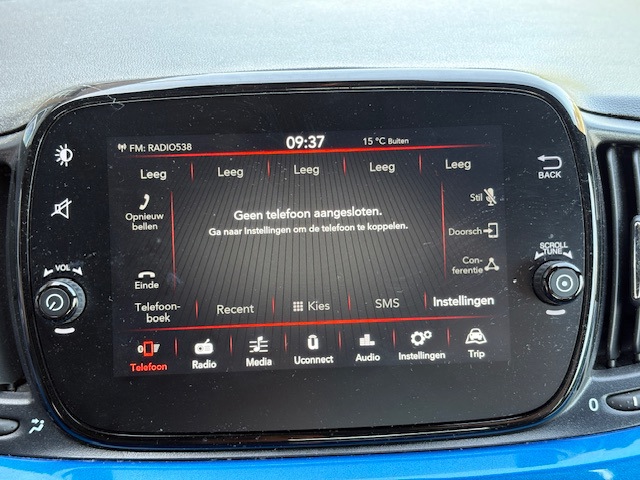 FM: RADIO538 09:37 15 °C Buiten
Leeg Leeg Leeg Leeg Leeg
BACK
Stil
Opnieuw
bellen
Geen telefoon aangesloten.
Ga naar Instellingen om de telefoon te koppelen.
Doorsch
VOL
SCROLL
TUNE
Con-
ferentie
Einde
Telefoon-
boek
Recent Kies SMS Instellingen
Telefoon Radio Media Uconnect Audio Instellingen Trip
0